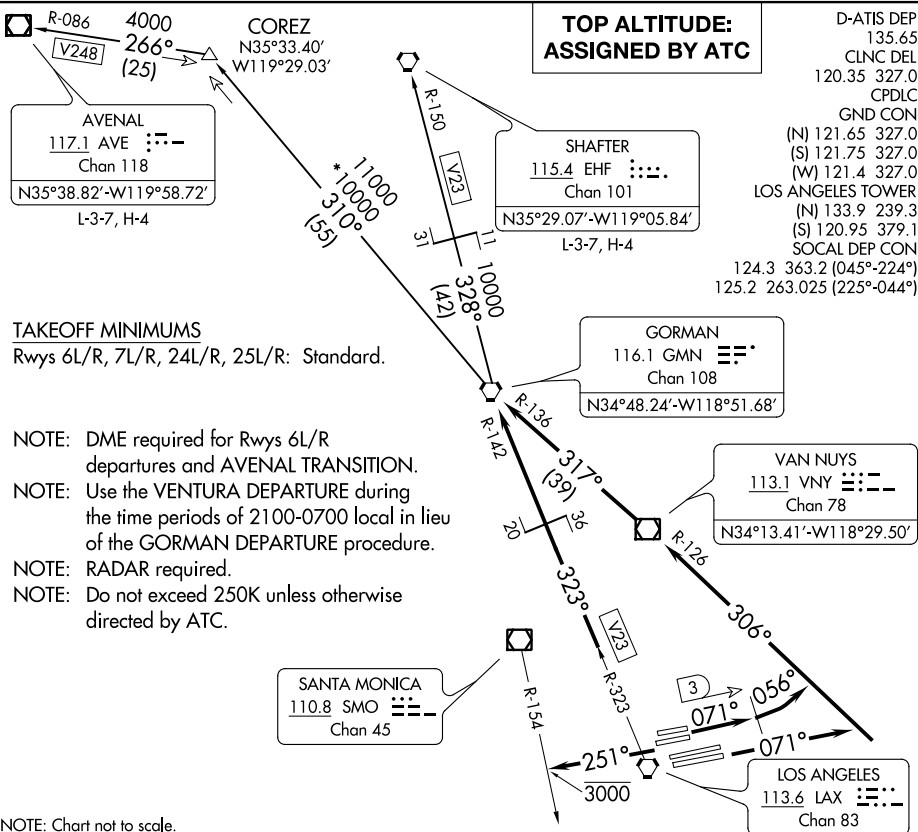 TOP ALTITUDE:
ASSIGNED BY ATC
D-ATIS DEP
135.65
CLNC DEL
120.35 327.0
CPDLC
GND CON
(N) 121.65 327.0
(S) 121.75 327.0
(W) 121.4 327.0
LOS ANGELES TOWER
(N) 133.9 239.3
(S) 120.95 379.1
SOCAL DEP CON
124.3 363.2 (045°-224°)
125.2 263.025 (225°-044°)
R-086
4000
266°
(25)
V248
COREZ
N35°33.40'
W119°29.03'
AVENAL
117.1 AVE
Chan 118
N35°38.82'-W119°58.72'
L-3-7, H-4
11000
*10000
310°
(55)
R-150
V23
SHAFTER
115.4 EHF
Chan 101
N35°29.07'-W119°05.84'
L-3-7, H-4
31
11
10000
328°
(42)
TAKEOFF MINIMUMS
Rwys 6L/R, 7L/R, 24L/R, 25L/R: Standard.
GORMAN
116.1 GMN
Chan 108
N34°48.24'-W118°51.68'
R-136
R-142
317°
(39)
NOTE: DME required for Rwys 6L/R
departures and AVENAL TRANSITION.
NOTE: Use the VENTURA DEPARTURE during
the time periods of 2100-0700 local in lieu
of the GORMAN DEPARTURE procedure.
NOTE: RADAR required.
NOTE: Do not exceed 250K unless otherwise
directed by ATC.
VAN NUYS
113.1 VNY
Chan 78
N34°13.41'-W118°29.50'
20
36
R-126
323°
V23
306°
R-323
SANTA MONICA
110.8 SMO
Chan 45
R-154
3
071°
056°
251°
3000
071°
LOS ANGELES
113.6 LAX
Chan 83
NOTE: Chart not to scale.